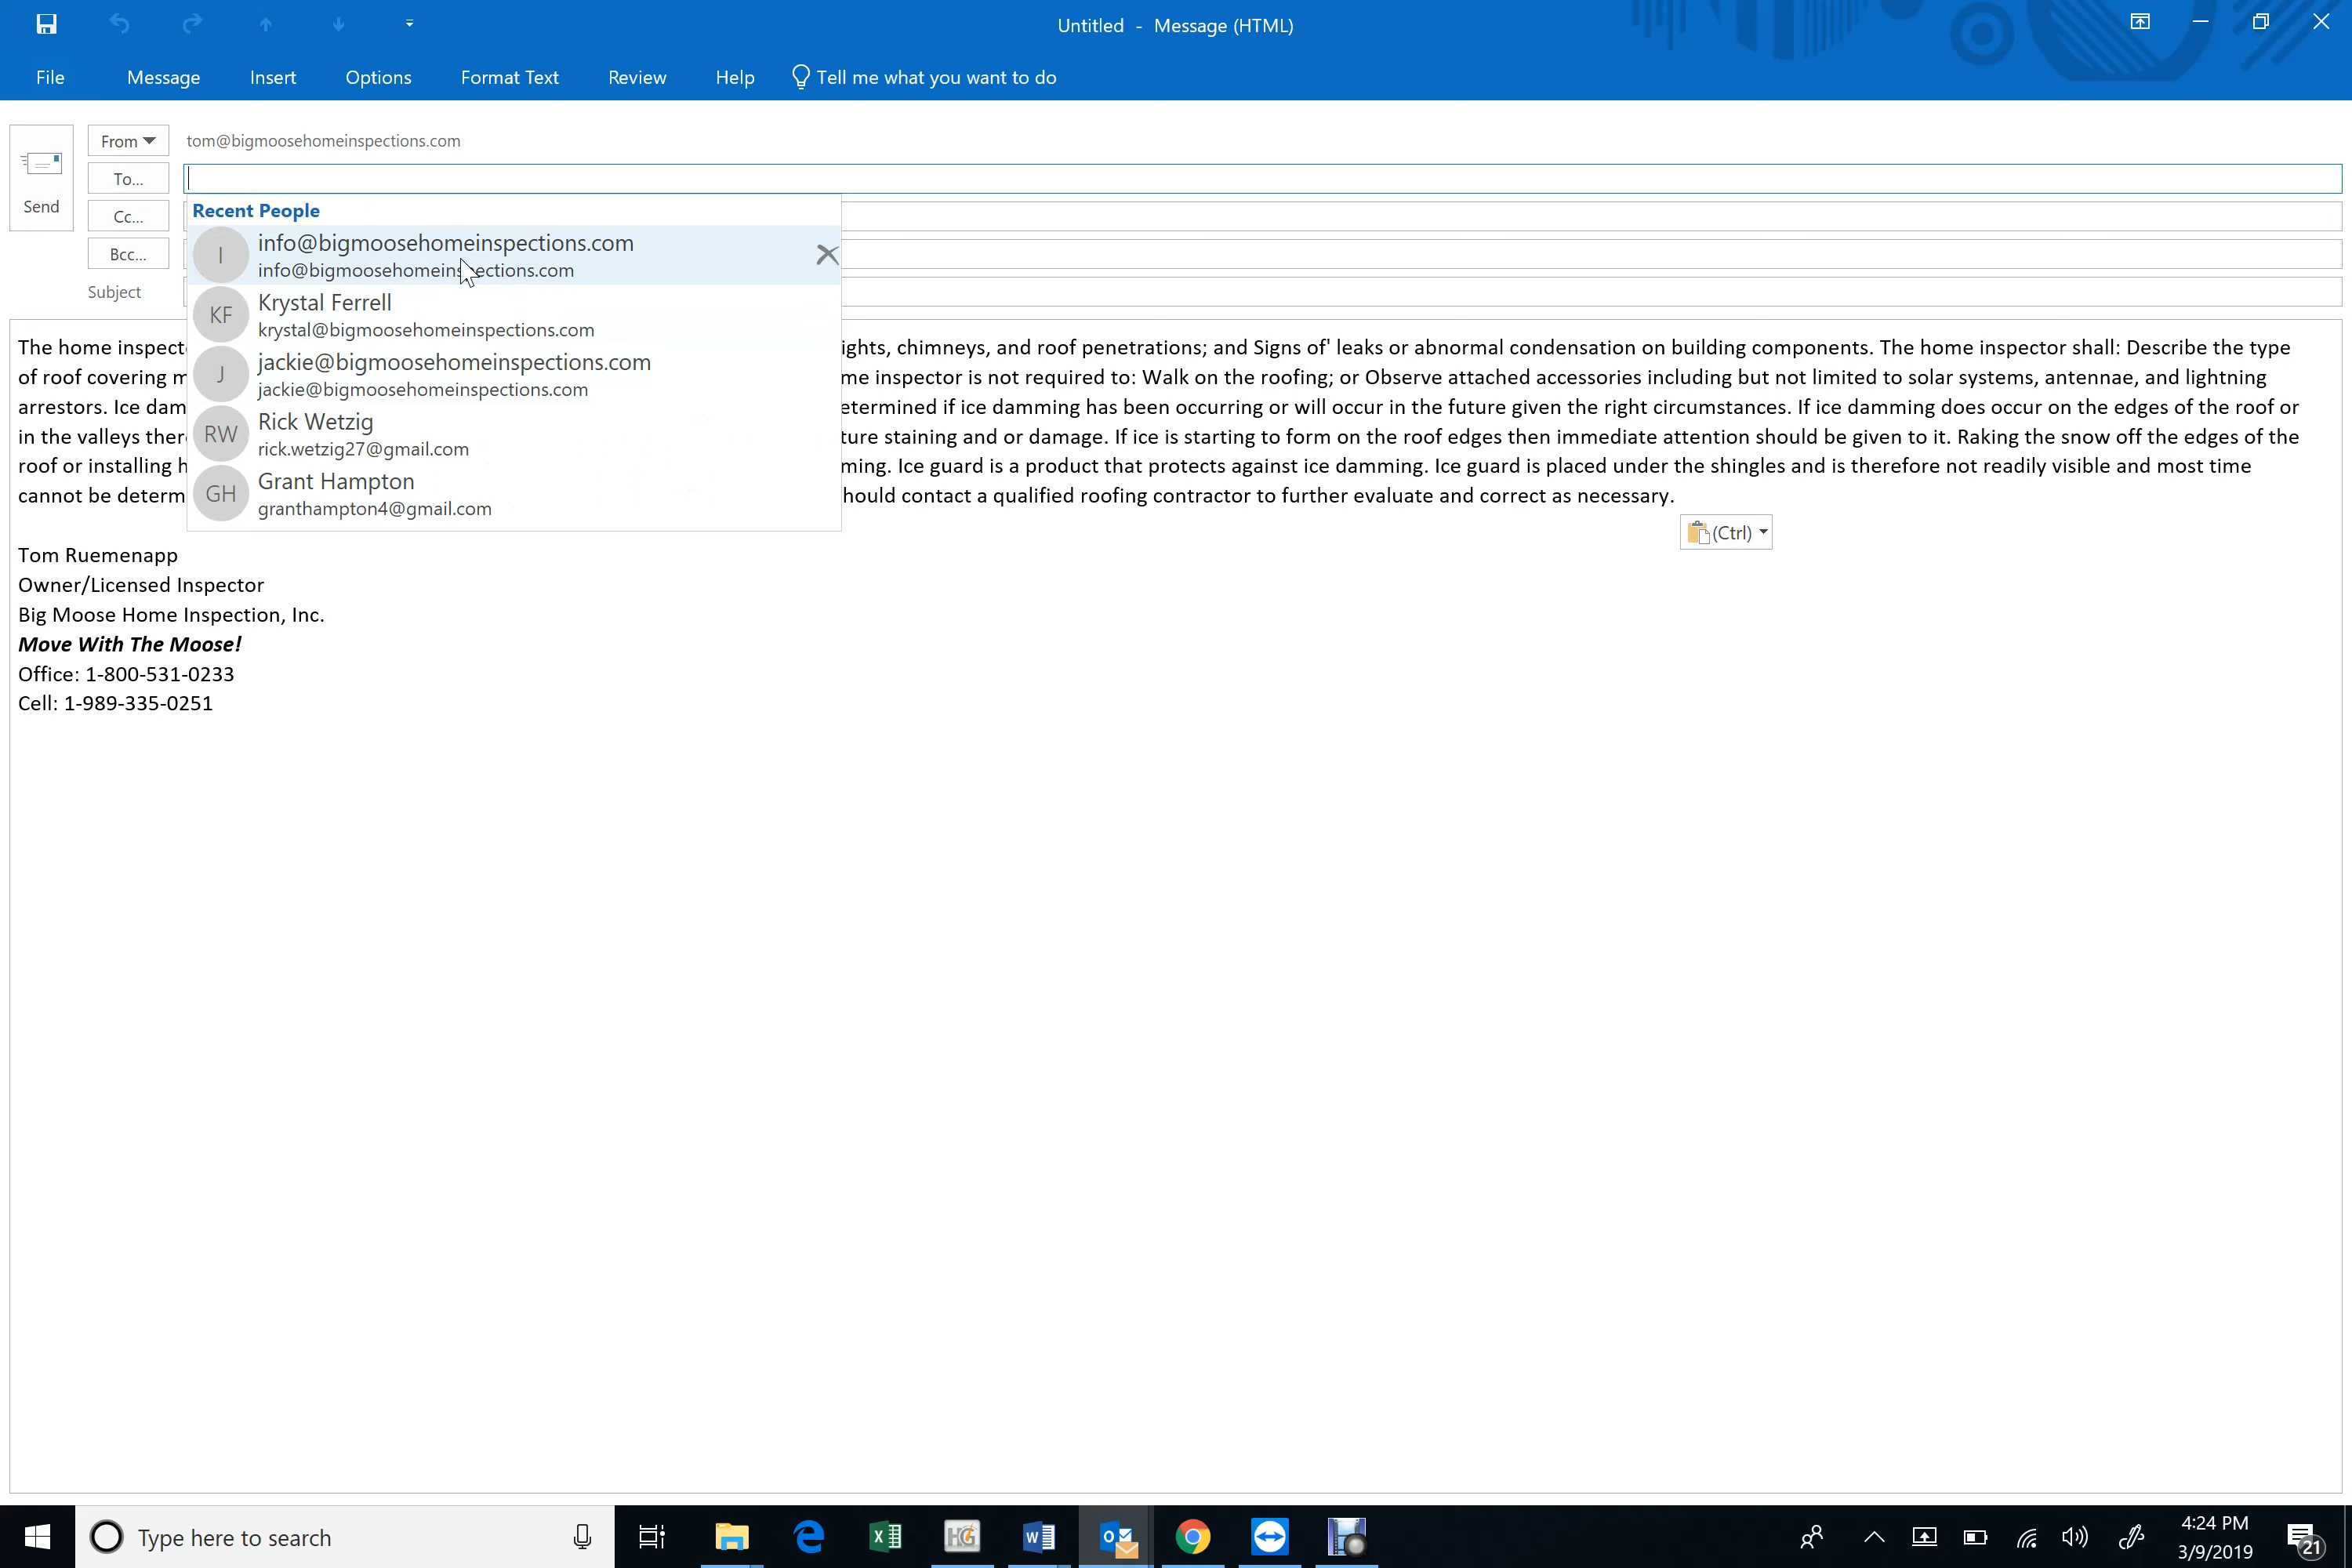 Untitled - Message (HTML)
File Message Insert Options Format Text Review Help Tell me what you want to do
From tom@bigmoosehomeinspections.com
To...
Send
Cc...
Bcc...
Subject
Recent People
I info@bigmoosehomeinspections.com
info@bigmoosehomeinspections.com
KF Krystal Ferrell
krystal@bigmoosehomeinspections.com
J jackie@bigmoosehomeinspections.com
jackie@bigmoosehomeinspections.com
RW Rick Wetzig
rick.wetzig27@gmail.com
GH Grant Hampton
granthampton4@gmail.com
The home inspect ights, chimneys, and roof penetrations; and Signs of' leaks or abnormal condensation on building components. The home inspector shall: Describe the type
of roof covering m me inspector is not required to: Walk on the roofing; or Observe attached accessories including but not limited to solar systems, antennae, and lightning
arrestors. Ice dam etermined if ice damming has been occurring or will occur in the future given the right circumstances. If ice damming does occur on the edges of the roof or
in the valleys ther ture staining and or damage. If ice is starting to form on the roof edges then immediate attention should be given to it. Raking the snow off the edges of the
roof or installing h ming. Ice guard is a product that protects against ice damming. Ice guard is placed under the shingles and is therefore not readily visible and most time
cannot be determ hould contact a qualified roofing contractor to further evaluate and correct as necessary.
(Ctrl)
Tom Ruemenapp
Owner/Licensed Inspector
Big Moose Home Inspection, Inc.
Move With The Moose!
Office: 1-800-531-0233
Cell: 1-989-335-0251
Type here to search
4:24 PM
3/9/2019
21